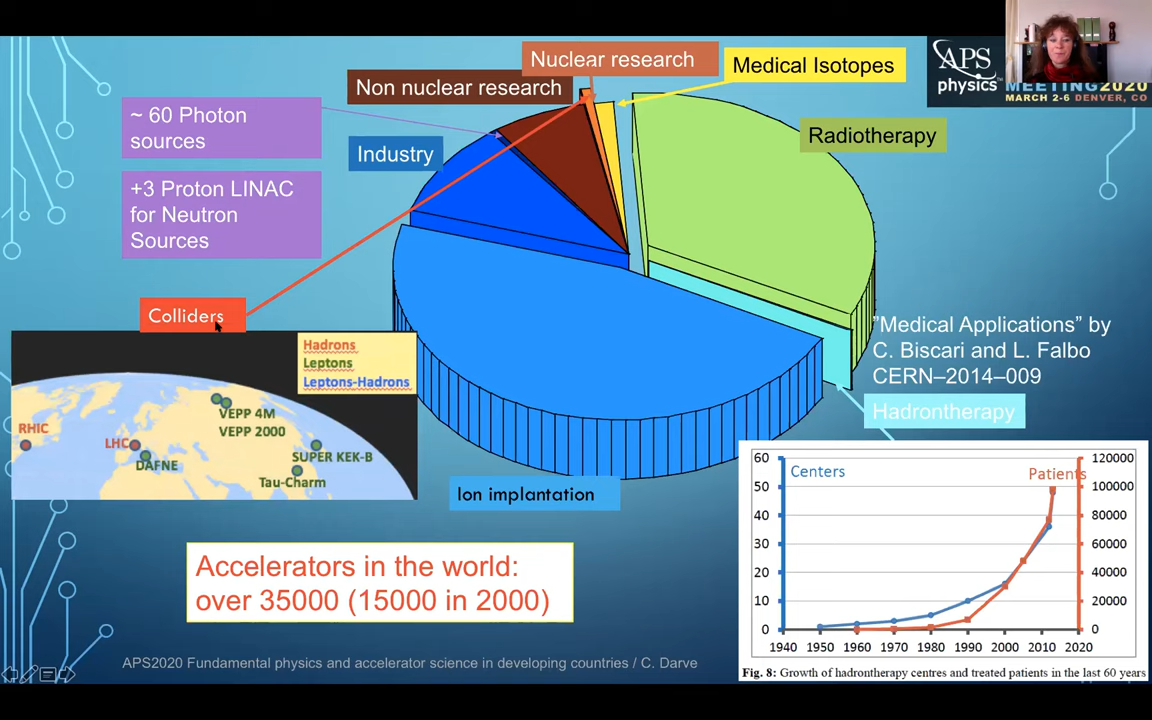 Nuclear research
Medical Isotopes
Non nuclear research
APS
physics™
MEETING2020
MARCH 2-6 DENVER, CO
~ 60 Photon
sources
Industry
Radiotherapy
+3 Proton LINAC
for Neutron
Sources
Colliders
"Medical Applications" by
C. Biscari and L. Falbo
CERN–2014–009
Hadrontherapy
Hadrons
Leptons
Leptons-Hadrons
VEPP 4M
VEPP 2000
RHIC
LHC
DAFNE
SUPER KEK-B
Tau-Charm
Ion implantation
Accelerators in the world:
over 35000 (15000 in 2000)
Centers
Patients
60
50
40
30
20
10
0
120000
100000
80000
60000
40000
20000
0
1940 1950 1960 1970 1980 1990 2000 2010 2020
Fig. 8: Growth of hadrontherapy centres and treated patients in the last 60 years
APS2020 Fundamental physics and accelerator science in developing countries / C. Darve